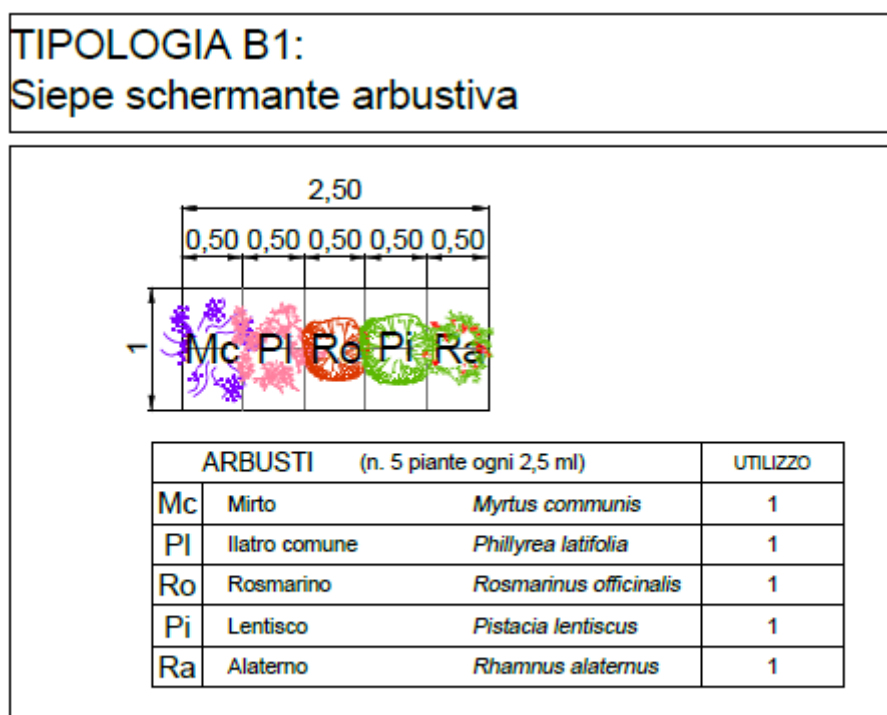 TIPOLOGIA B1:
Siepe schermante arbustiva
2,50
0,50 0,50 0,50 0,50 0,50
1
Mc Pl Ro Pi Ra
ARBUSTI (n. 5 piante ogni 2,5 ml) UTILIZZO
Mc Mirto Myrtus communis 1
Pl Ilatro comune Phillyrea latifolia 1
Ro Rosmarino Rosmarinus officinalis 1
Pi Lentisco Pistacia lentiscus 1
Ra Alaterno Rhamnus alaternus 1